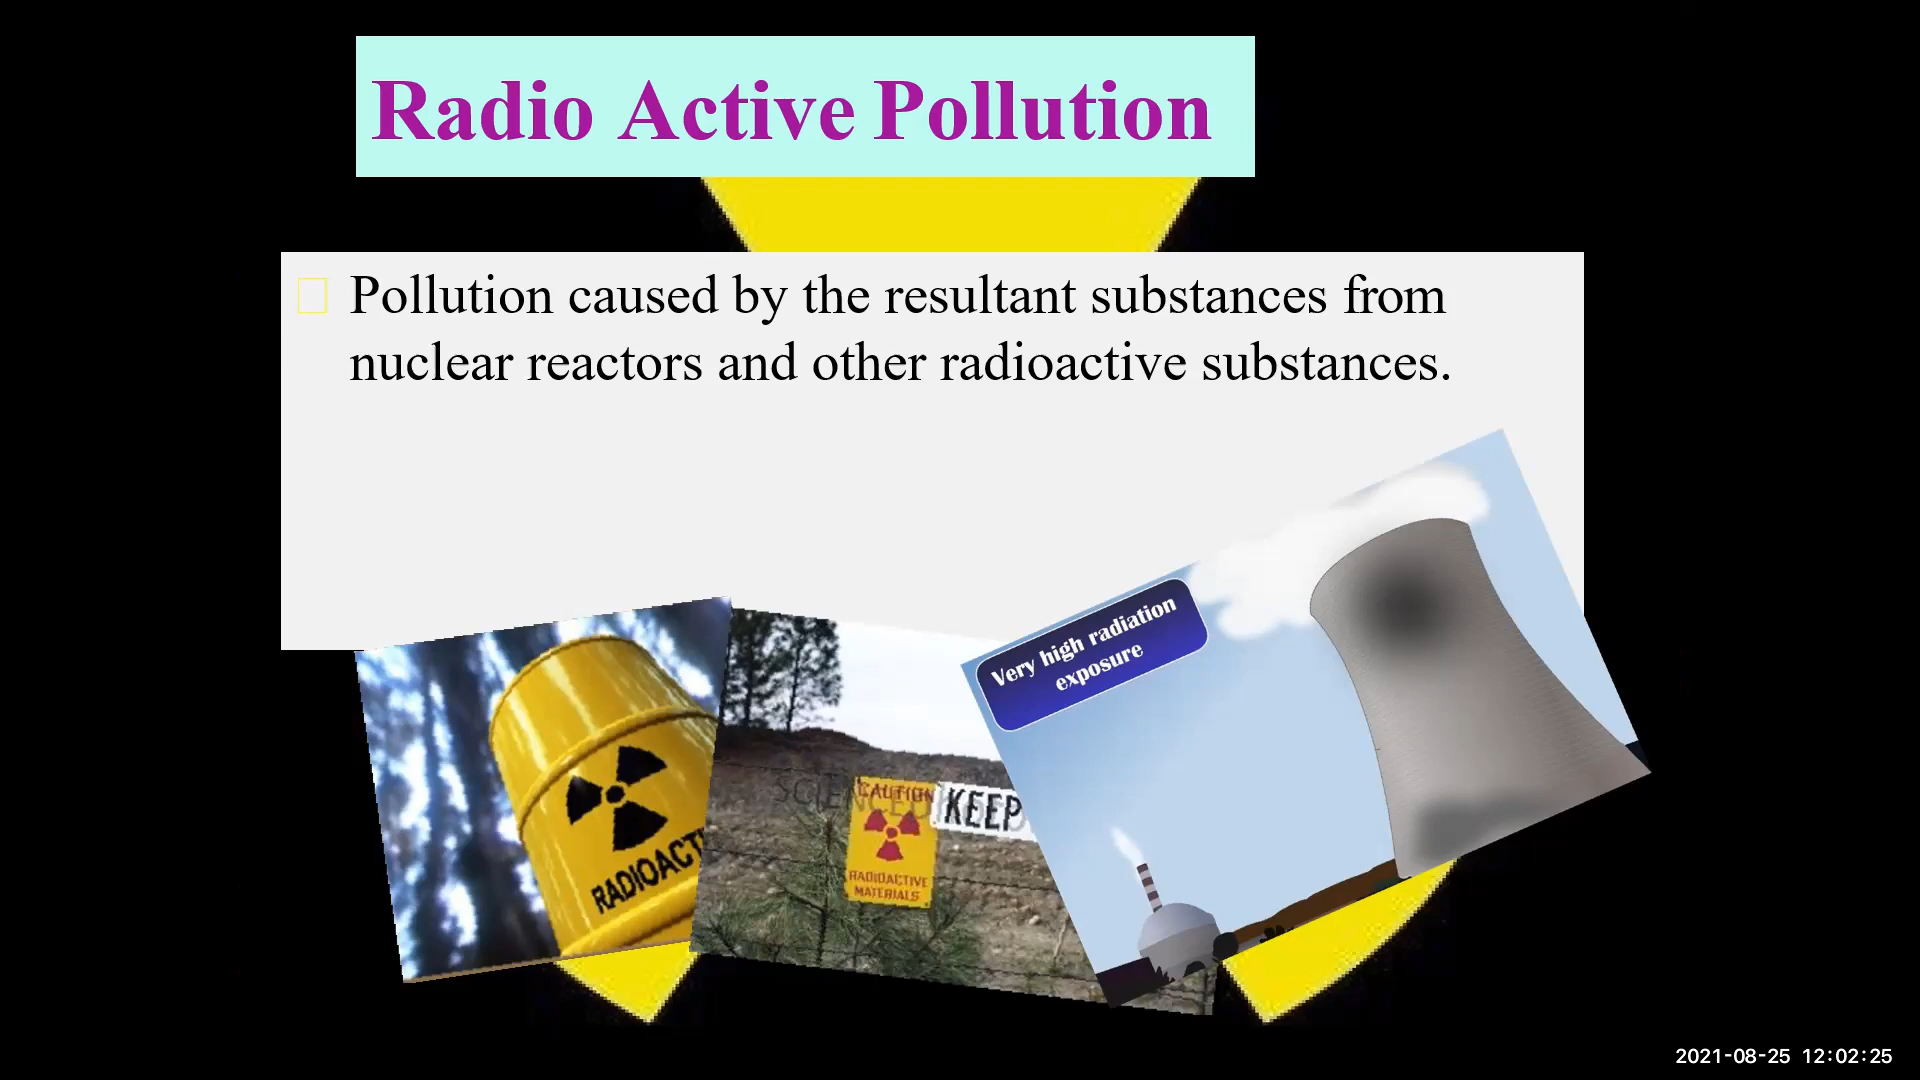 Radio Active Pollution
Pollution caused by the resultant substances from
nuclear reactors and other radioactive substances.
Very high radiation
exposure
CAUTION
KEEP
RADIOACTIVE
MATERIALS
RADIOACT
2021-08-25 12:02:25